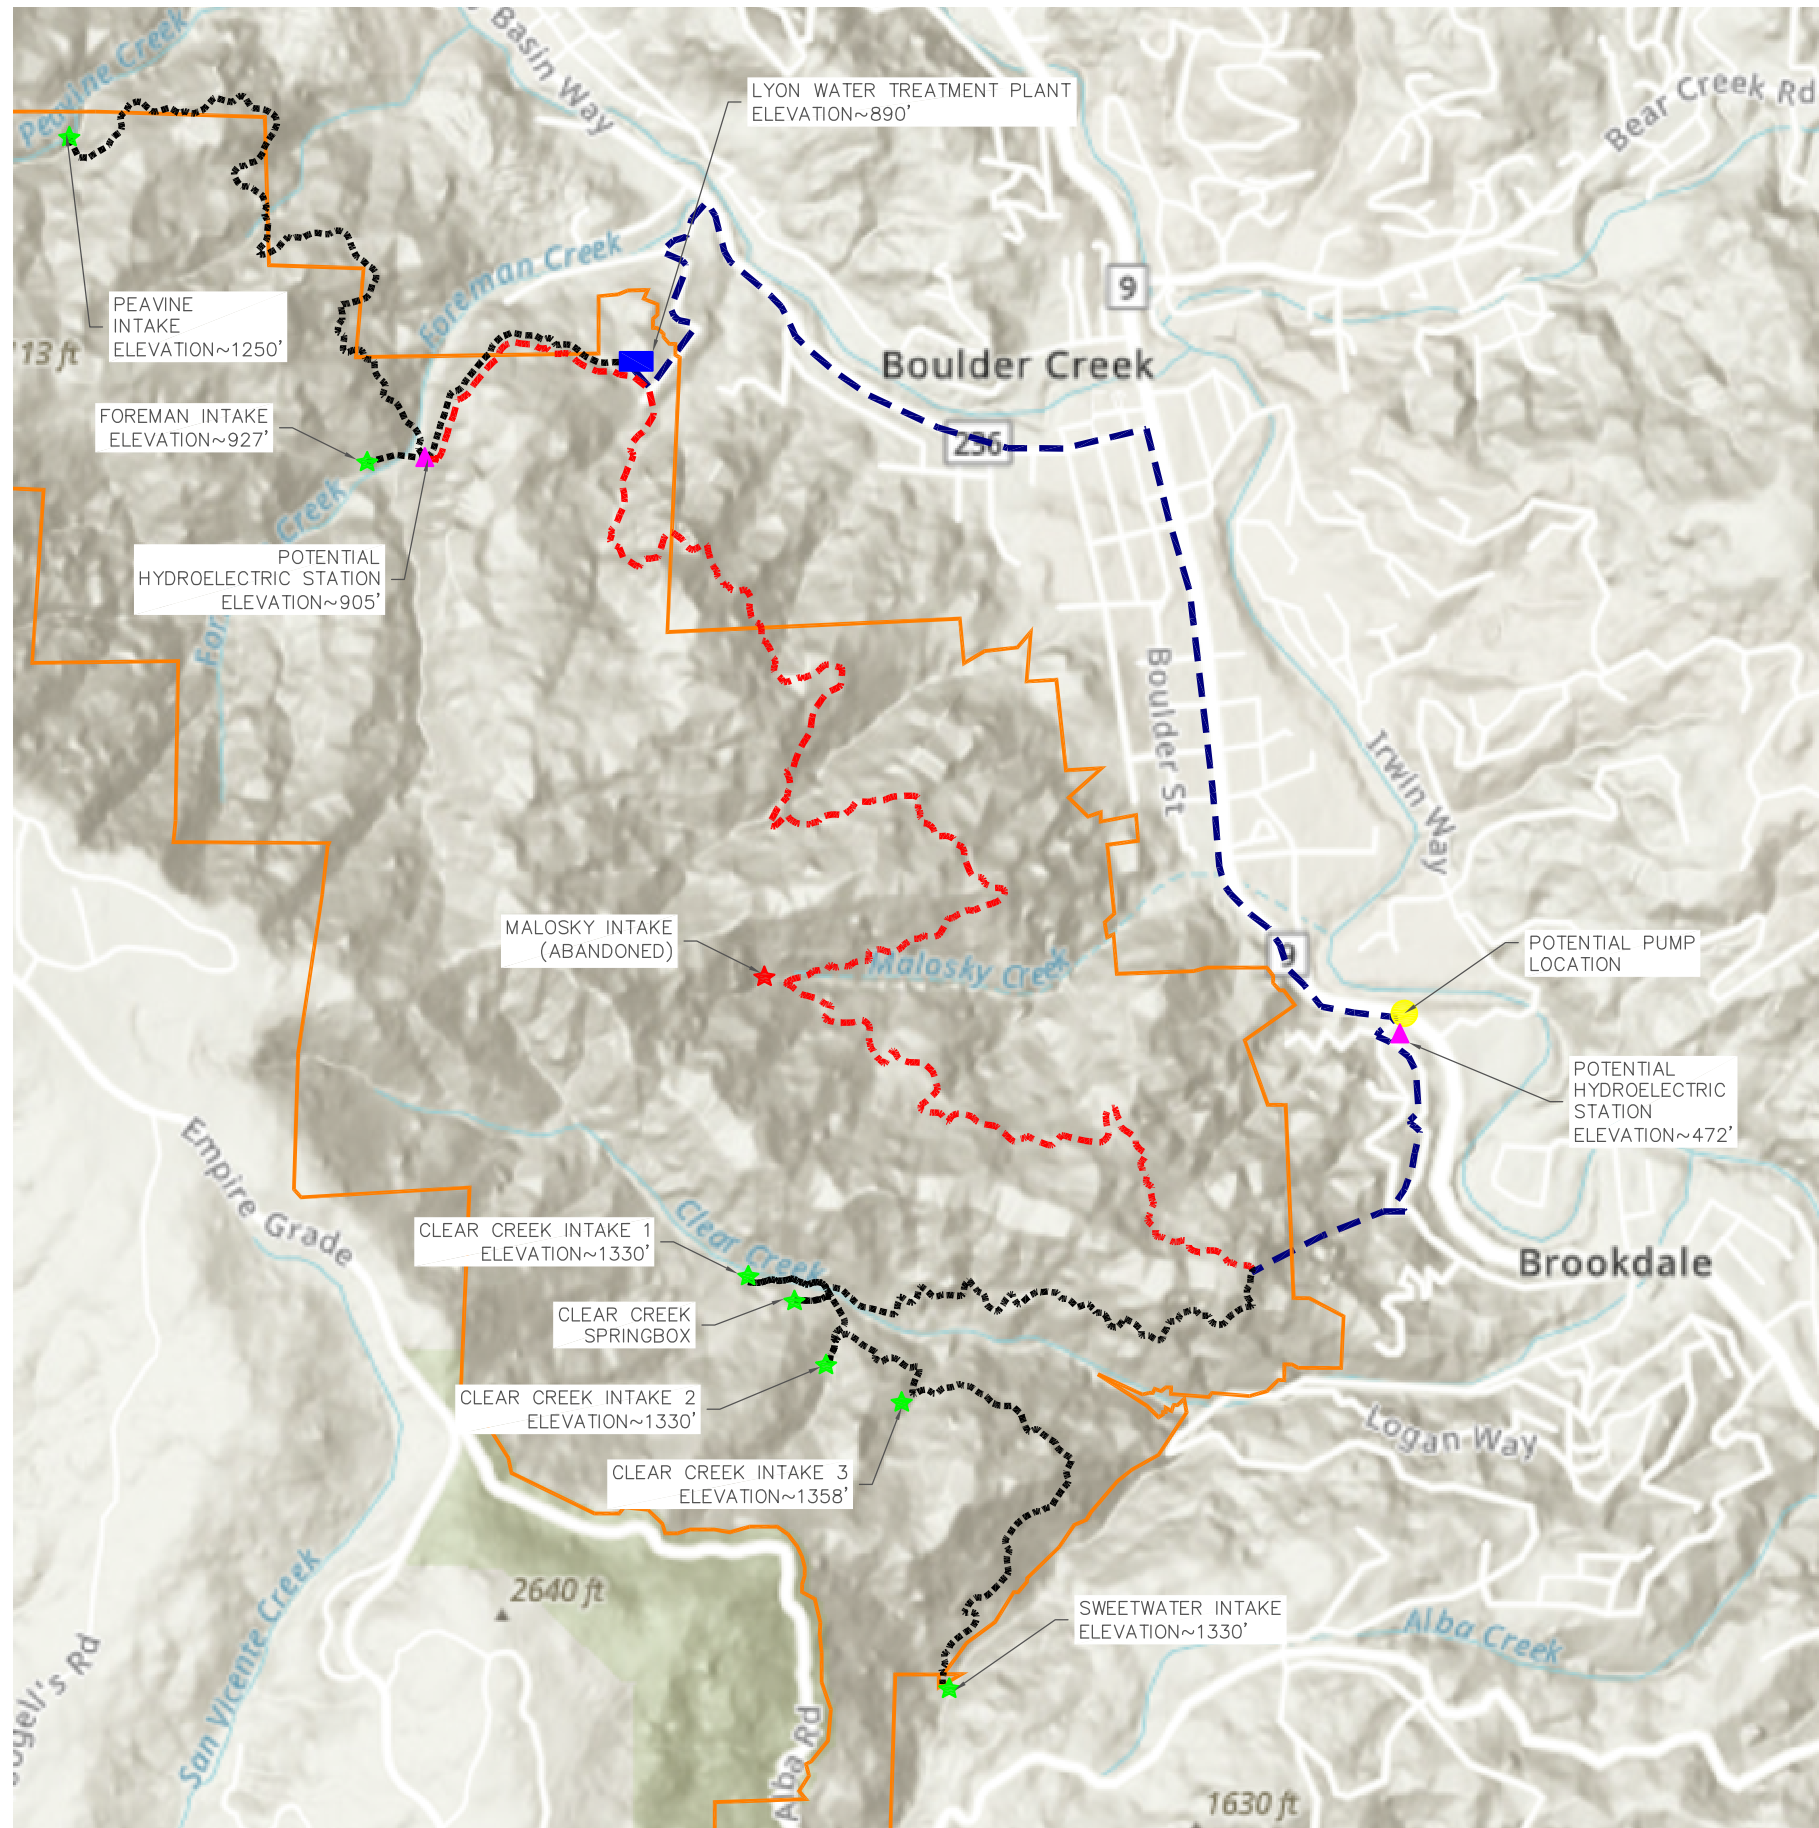 Peavine Creek
Basin Way
LYON WATER TREATMENT PLANT
ELEVATION~890'
Bear Creek Rd
Foreman Creek
9
PEAVINE
INTAKE
ELEVATION~1250'
13 ft
Boulder Creek
FOREMAN INTAKE
ELEVATION~927'
236
Creek
POTENTIAL
HYDROELECTRIC STATION
ELEVATION~905'
For
Boulder St
Irwin Way
MALOSKY INTAKE
(ABANDONED)
Malosky Creek
9
POTENTIAL PUMP
LOCATION
POTENTIAL
HYDROELECTRIC
STATION
ELEVATION~472'
Empire Grade
Clear Creek
CLEAR CREEK INTAKE 1
ELEVATION~1330'
Brookdale
CLEAR CREEK
SPRINGBOX
CLEAR CREEK INTAKE 2
ELEVATION~1330'
Logan Way
CLEAR CREEK INTAKE 3
ELEVATION~1358'
2640 ft
SWEETWATER INTAKE
ELEVATION~1330'
Alba Creek
San Vicente Creek
Rd
Alba Rd
1630 ft